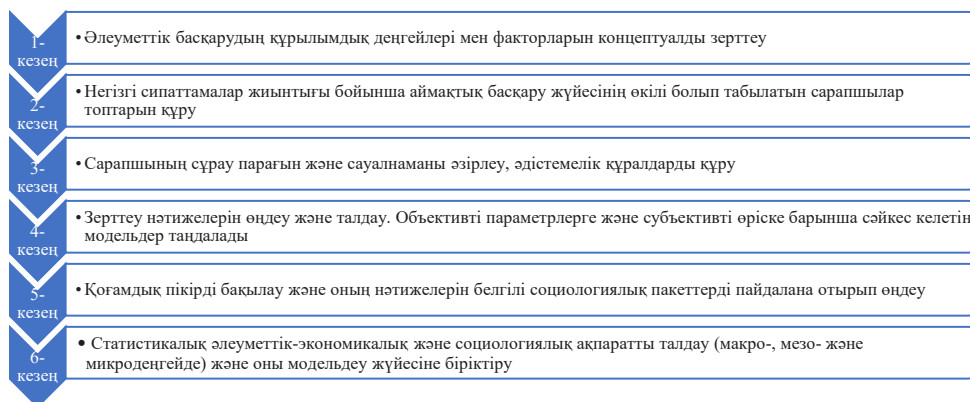 1-
кезең
• Әлеуметтік басқарудың құрылымдық деңгейлері мен факторларын концептуалды зерттеу
2-
кезең
• Негізгі сипаттамалар жиынтығы бойынша аймақтық басқару жүйесінің өкілі болып табылатын сарапшылар
топтарын құру
3-
кезең
• Сарапшының сұрау парағын және сауалнаманы әзірлеу, әдістемелік құралдарды құру
4-
кезең
• Зерттеу нәтижелерін өңдеу және талдау. Объективті параметрлерге және субъективті өріске барынша сәйкес келетін
модельдер таңдалады
5-
кезең
• Қоғамдық пікірді бақылау және оның нәтижелерін белгілі социологиялық пакеттерді пайдалана отырып өңдеу
6-
кезең
• Статистикалық әлеуметтік-экономикалық және социологиялық ақпаратты талдау (макро-, мезо- және
микродеңгейде) және оны модельдеу жүйесіне біріктіру